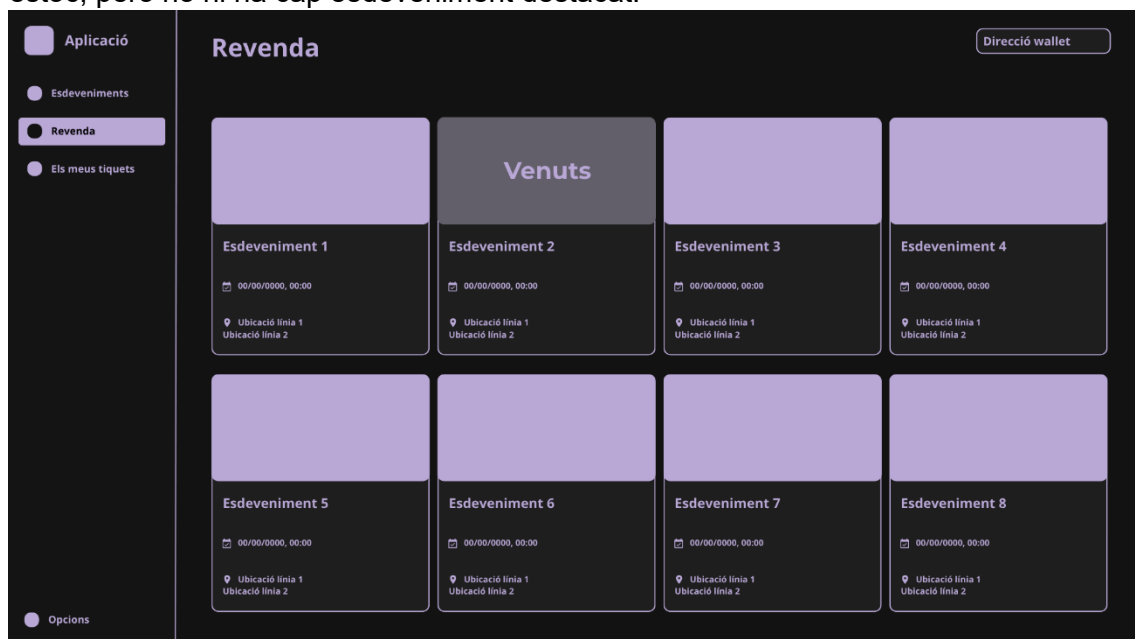 Aplicació
Esdeveniments
Revenda
Els meus tiquets
Opcions
Revenda
Direcció wallet
Esdeveniment 1
00/00/0000, 00:00
Ubicació línia 1
Ubicació línia 2
Venuts
Esdeveniment 2
00/00/0000, 00:00
Ubicació línia 1
Ubicació línia 2
Esdeveniment 3
00/00/0000, 00:00
Ubicació línia 1
Ubicació línia 2
Esdeveniment 4
00/00/0000, 00:00
Ubicació línia 1
Ubicació línia 2
Esdeveniment 5
00/00/0000, 00:00
Ubicació línia 1
Ubicació línia 2
Esdeveniment 6
00/00/0000, 00:00
Ubicació línia 1
Ubicació línia 2
Esdeveniment 7
00/00/0000, 00:00
Ubicació línia 1
Ubicació línia 2
Esdeveniment 8
00/00/0000, 00:00
Ubicació línia 1
Ubicació línia 2